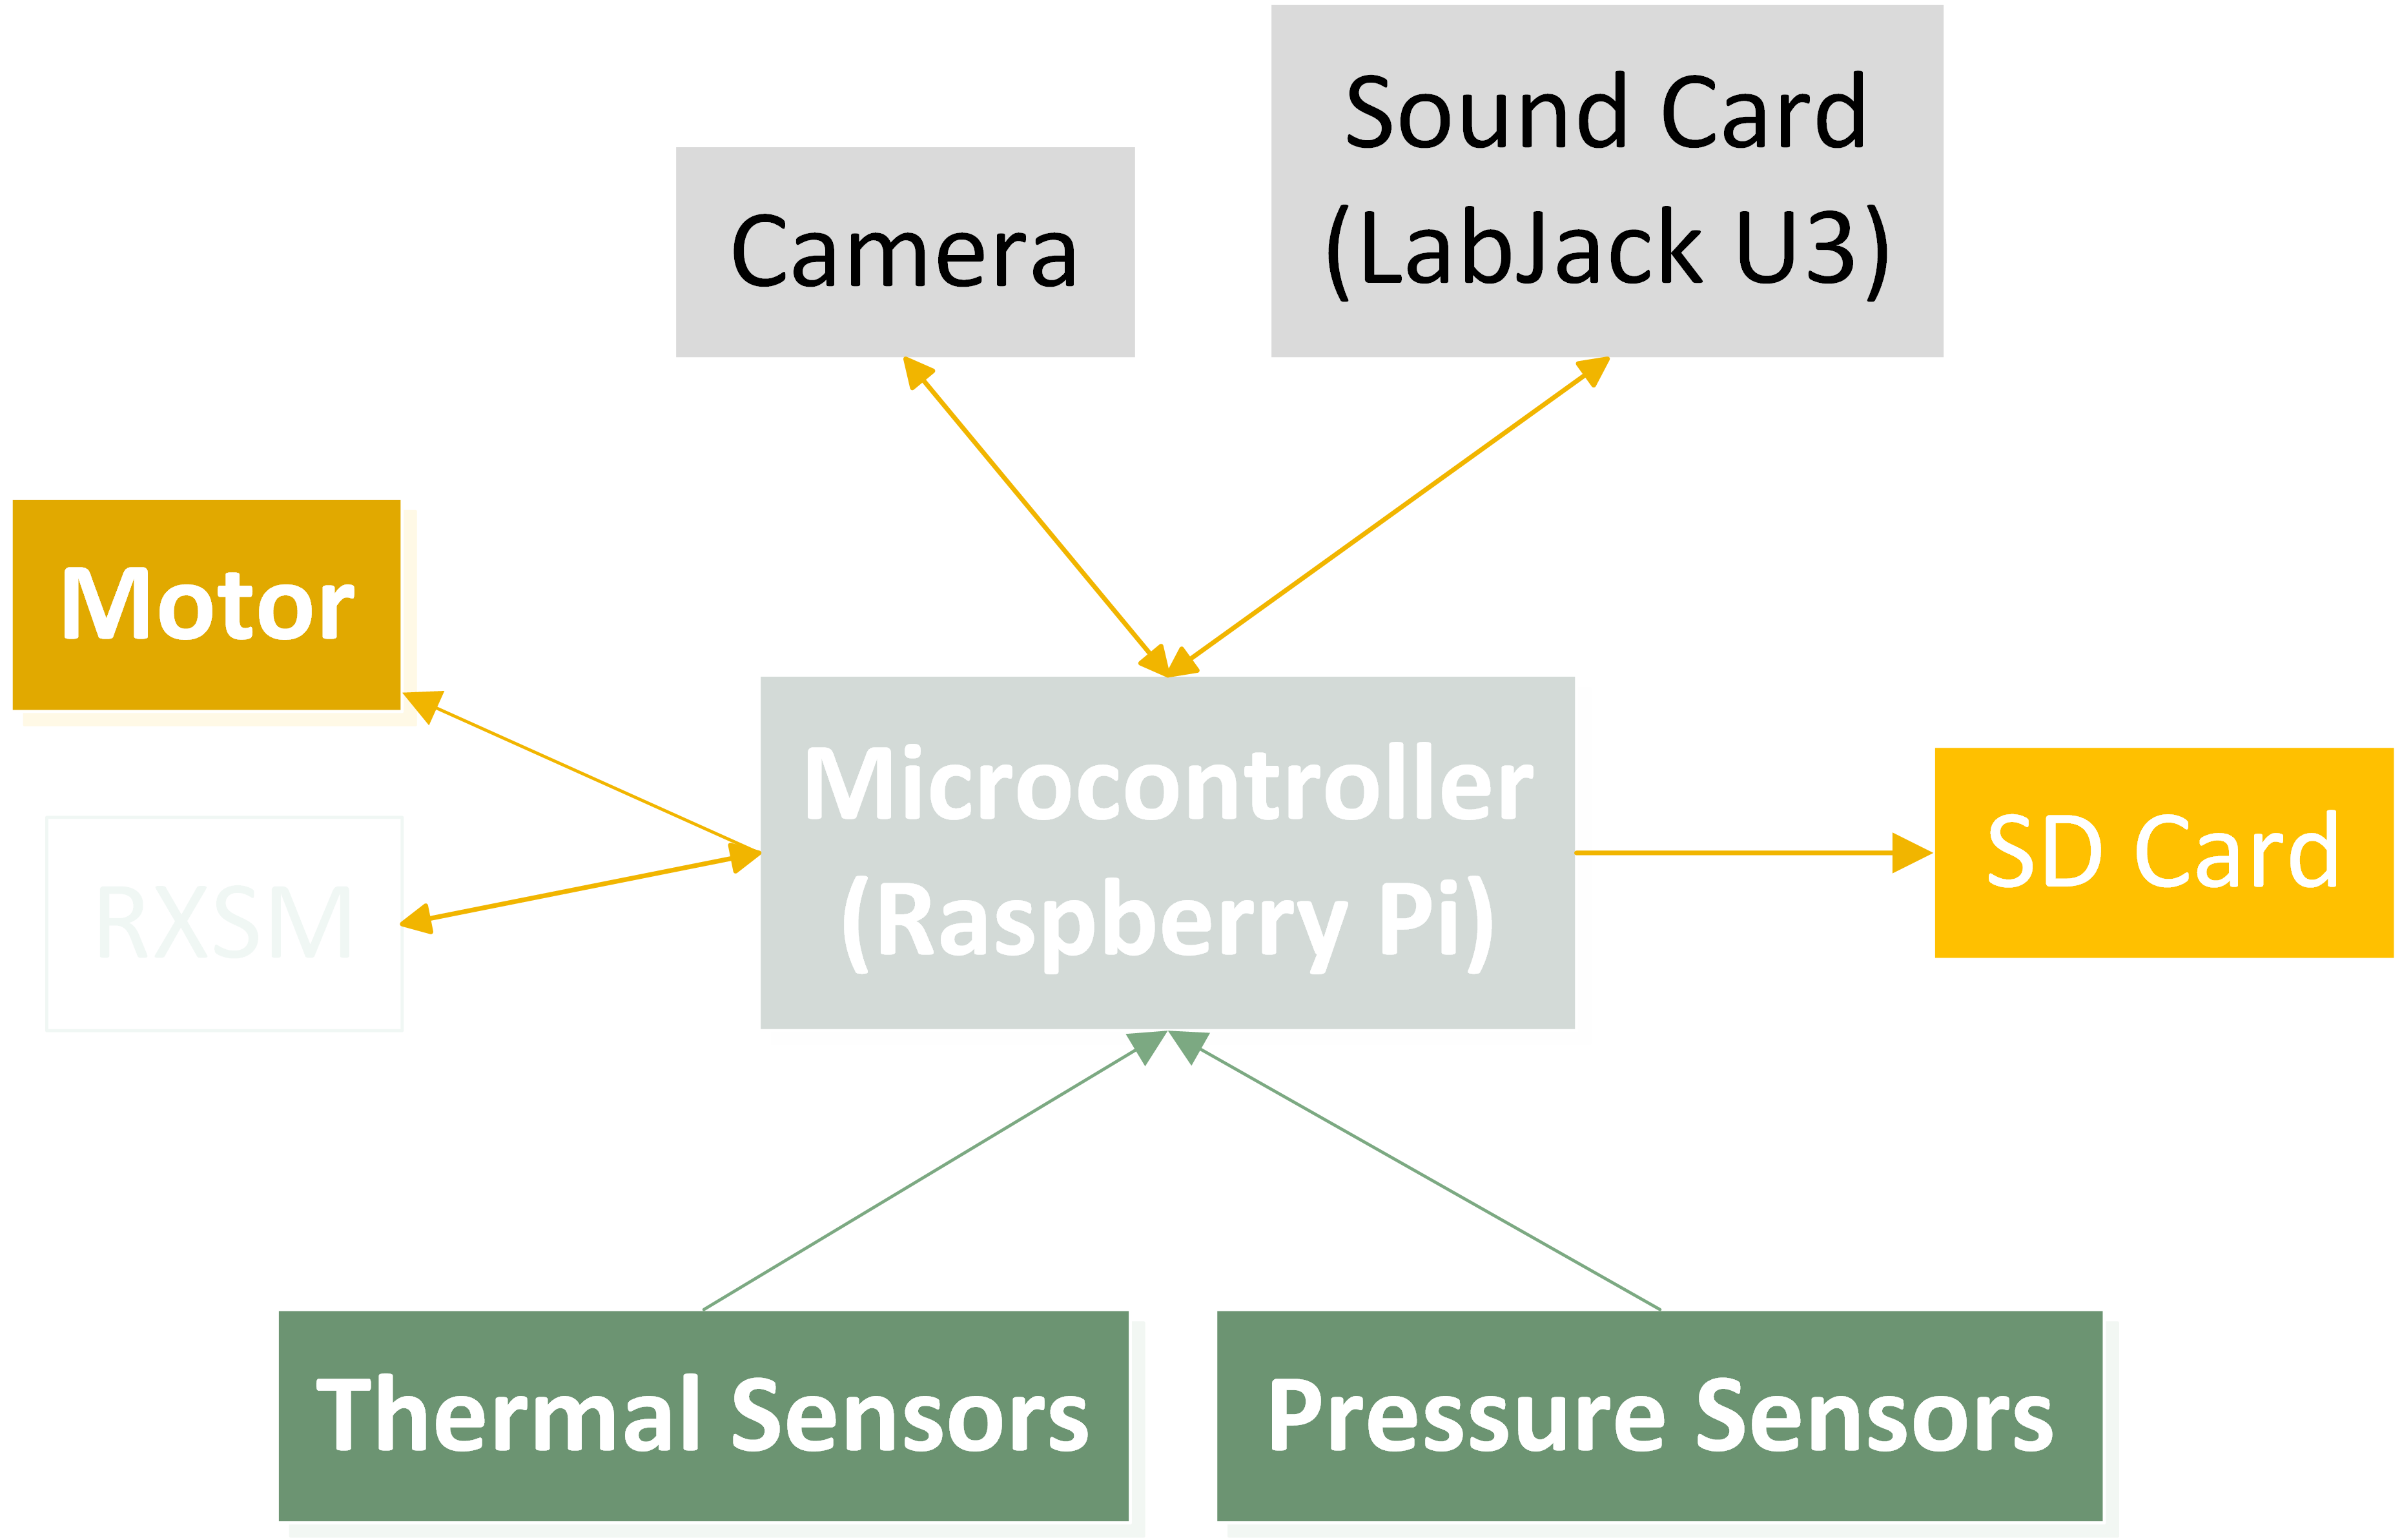 Sound Card
(LabJack U3)
Camera
Motor
Microcontroller
(Raspberry Pi)
SD Card
RXSM
Thermal Sensors
Pressure Sensors